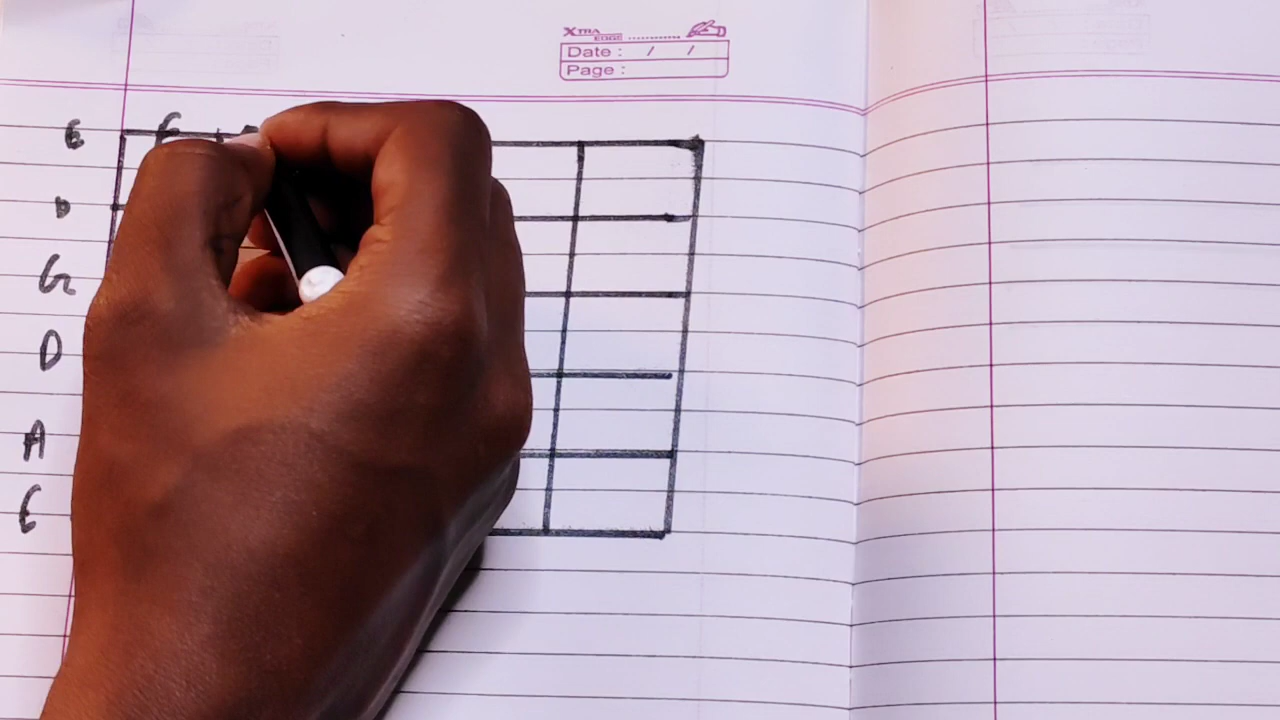 XTRA
EDGE
Date : / /
Page :
E F
B
G
D
A
E